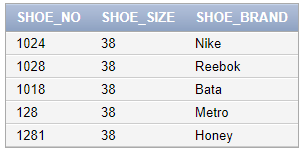 SHOE_NO SHOE_SIZE SHOE_BRAND
1024 38 Nike
1028 38 Reebok
1018 38 Bata
128 38 Metro
1281 38 Honey